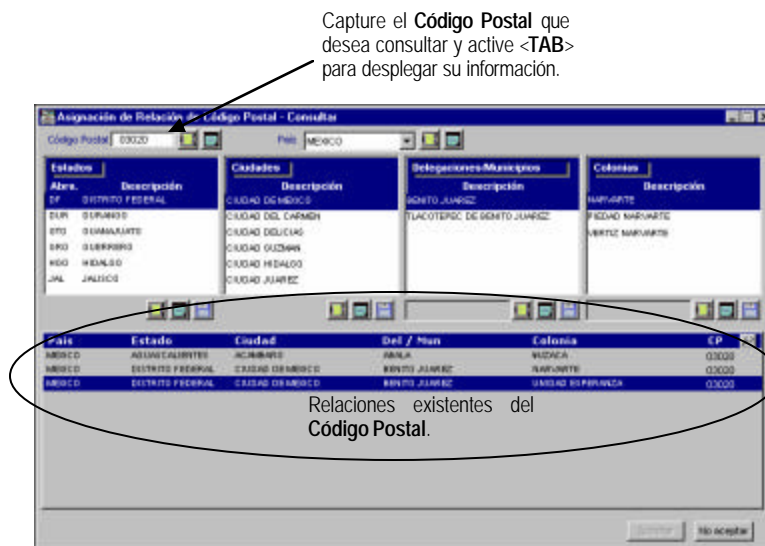 Capture el Código Postal que
desea consultar y active <TAB>
para desplegar su información.
Asignación de Relación de Código Postal - Consultar
Código Postal 03020 País MEXICO
Estados Ciudades Delegaciones/Municipios Colonias
Abre. Descripción Descripción Descripción Descripción
DF DISTRITO FEDERAL CIUDAD DE MEXICO BENITO JUAREZ NARVARTE
DUR DURANGO CIUDAD DEL CARMEN TLACOTEPEC DE BENITO JUAREZ PIEDAD NARVARTE
GTO GUANAJUATO CIUDAD DELICIAS VERTIZ NARVARTE
GRO GUERRERO CIUDAD GUZMAN
HGO HIDALGO CIUDAD HIDALGO
JAL JALISCO CIUDAD JUAREZ
País Estado Ciudad Del / Mun Colonia CP
MEXICO AGUASCALIENTES ACAMBARO 03020
MEXICO DISTRITO FEDERAL CIUDAD DE MEXICO BENITO JUAREZ NARVARTE 03020
MEXICO DISTRITO FEDERAL CIUDAD DE MEXICO BENITO JUAREZ UNIDAD ESPERANZA 03020
Relaciones existentes del
Código Postal.
No aceptar